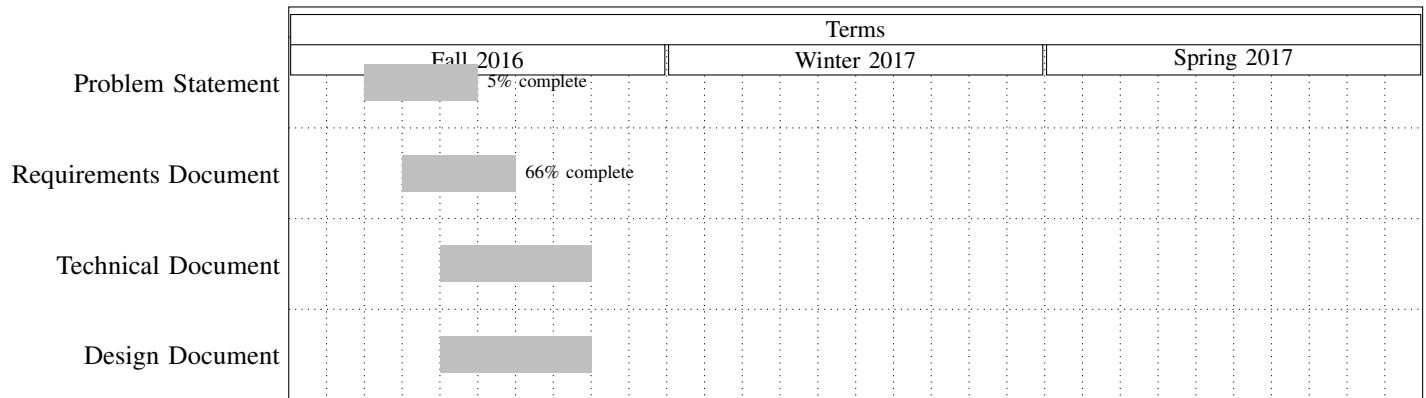 Terms
Fall 2016 Winter 2017 Spring 2017
Problem Statement 5% complete
Requirements Document 66% complete
Technical Document
Design Document